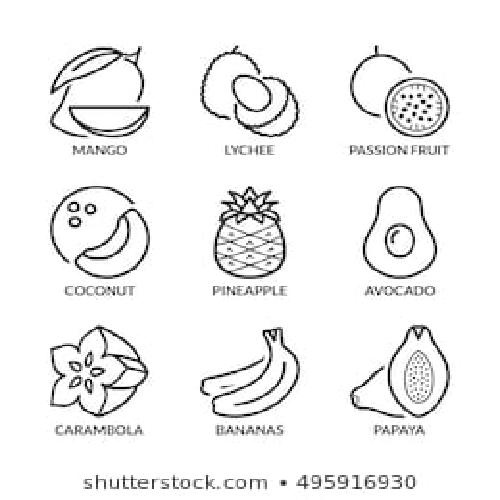 MANGO LYCHEE PASSION FRUIT
COCONUT PINEAPPLE AVOCADO
CARAMBOLA BANANAS PAPAYA
shutterstock.com • 495916930